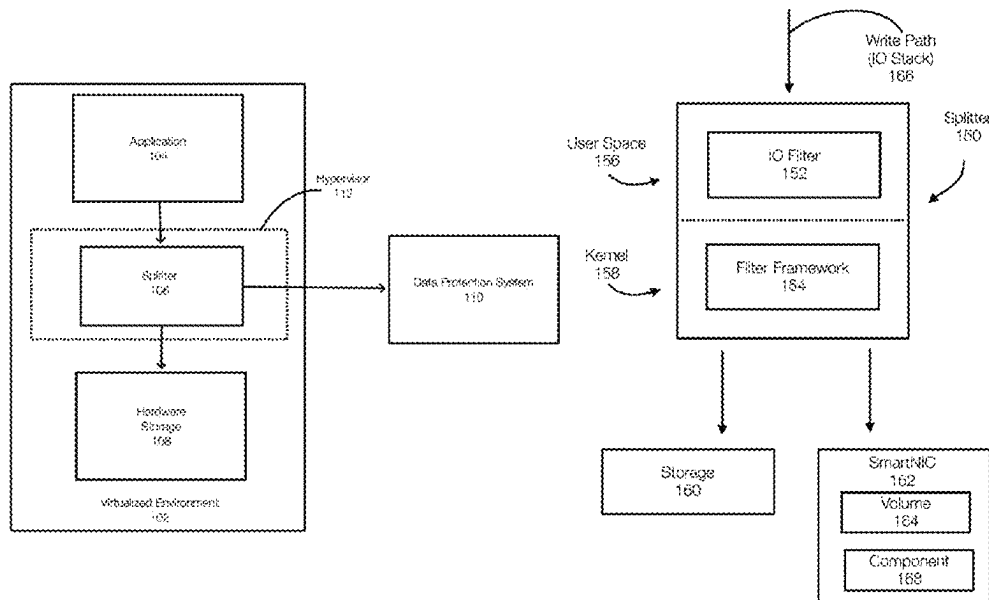 Application
104
Hypervisor
112
Splitter
106
Data Protection System
110
Hardware
Storage
108
Virtualized Environment
102
Write Path
(IO Stack)
166
Splitter
150
User Space
156
IO Filter
152
Kernel
158
Filter Framework
154
Storage
160
SmartNIC
162
Volume
164
Component
168